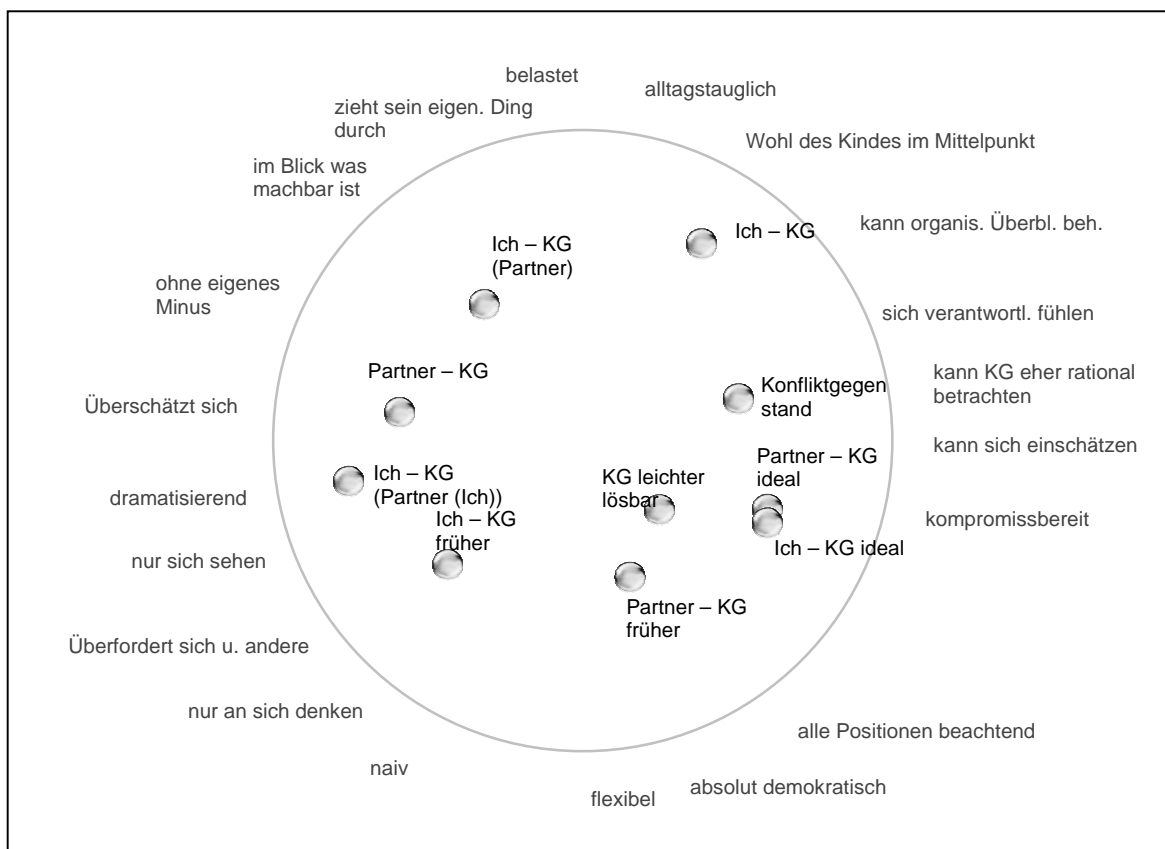 belastet
alltagstauglich
zieht sein eigen. Ding
durch
Wohl des Kindes im Mittelpunkt
im Blick was
machbar ist
kann organis. Überbl. beh.
Ich – KG
Ich – KG
(Partner)
ohne eigenes
Minus
sich verantwortl. fühlen
Partner – KG
kann KG eher rational
betrachten
Konfliktgegen
stand
Überschätzt sich
kann sich einschätzen
Partner – KG
ideal
Ich – KG
(Partner (Ich))
KG leichter
lösbar
dramatisierend
Ich – KG
früher
kompromissbereit
Ich – KG ideal
nur sich sehen
Partner – KG
früher
Überfordert sich u. andere
nur an sich denken
alle Positionen beachtend
naiv
absolut demokratisch
flexibel